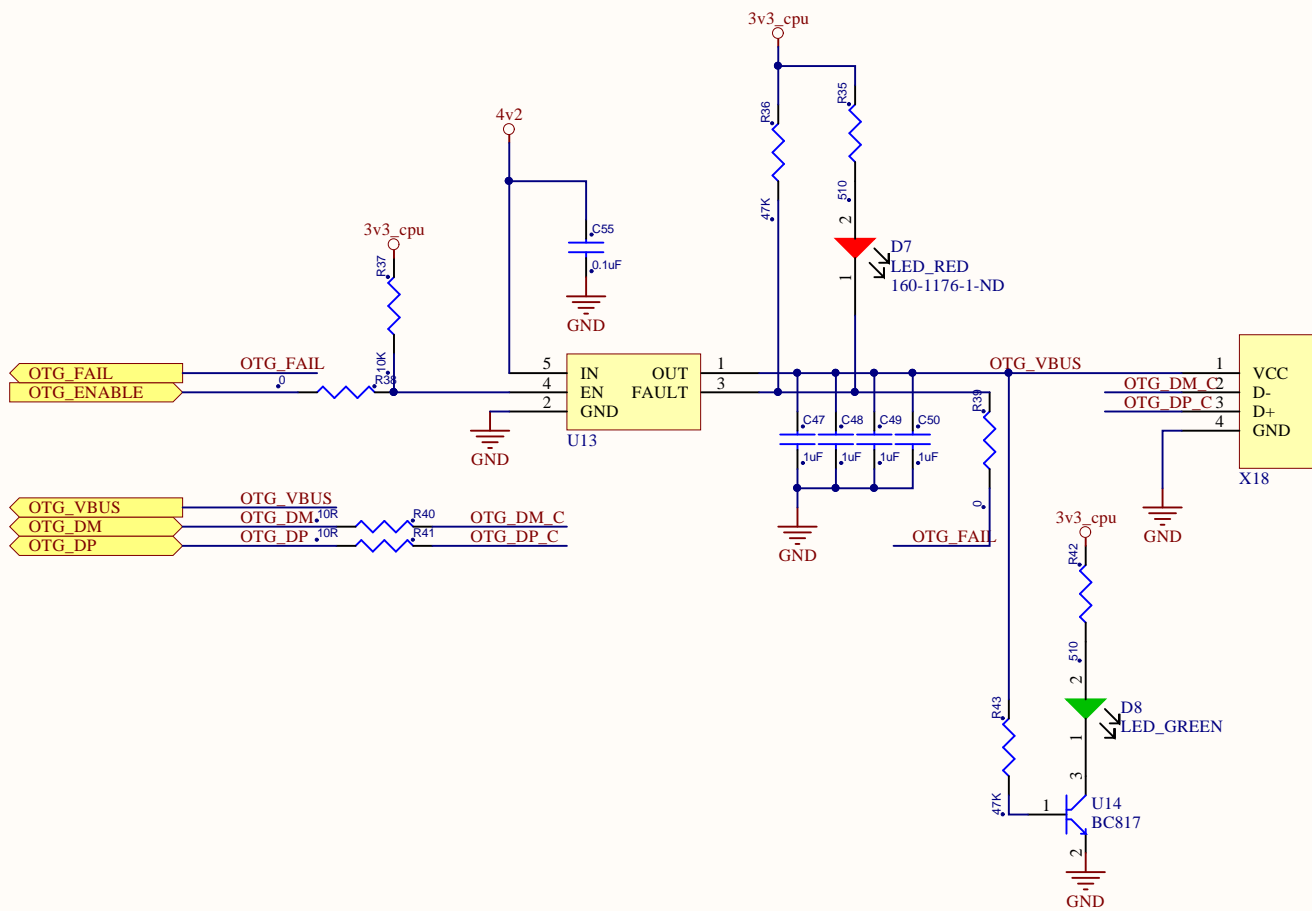 3v3_cpu
R36
47K
R35
510
2
D7
LED_RED
160-1176-1-ND
1
4v2
C55
0.1uF
GND
3v3_cpu
R37
10K
OTG_FAIL
OTG_FAIL
OTG_ENABLE
0
R38
5
4
2
IN
EN
GND
OUT
FAULT
1
3
U13
GND
OTG_VBUS
C47
1uF
C48
1uF
C49
1uF
C50
1uF
GND
R39
0
OTG_FAIL
OTG_DM_C
OTG_DP_C
1
2
3
4
VCC
D-
D+
GND
X18
GND
OTG_VBUS
OTG_VBUS
OTG_DM
OTG_DM
10R
R40
OTG_DM_C
OTG_DP
OTG_DP
10R
R41
OTG_DP_C
3v3_cpu
R42
510
2
D8
LED_GREEN
1
R43
47K
3
1
U14
BC817
2
GND